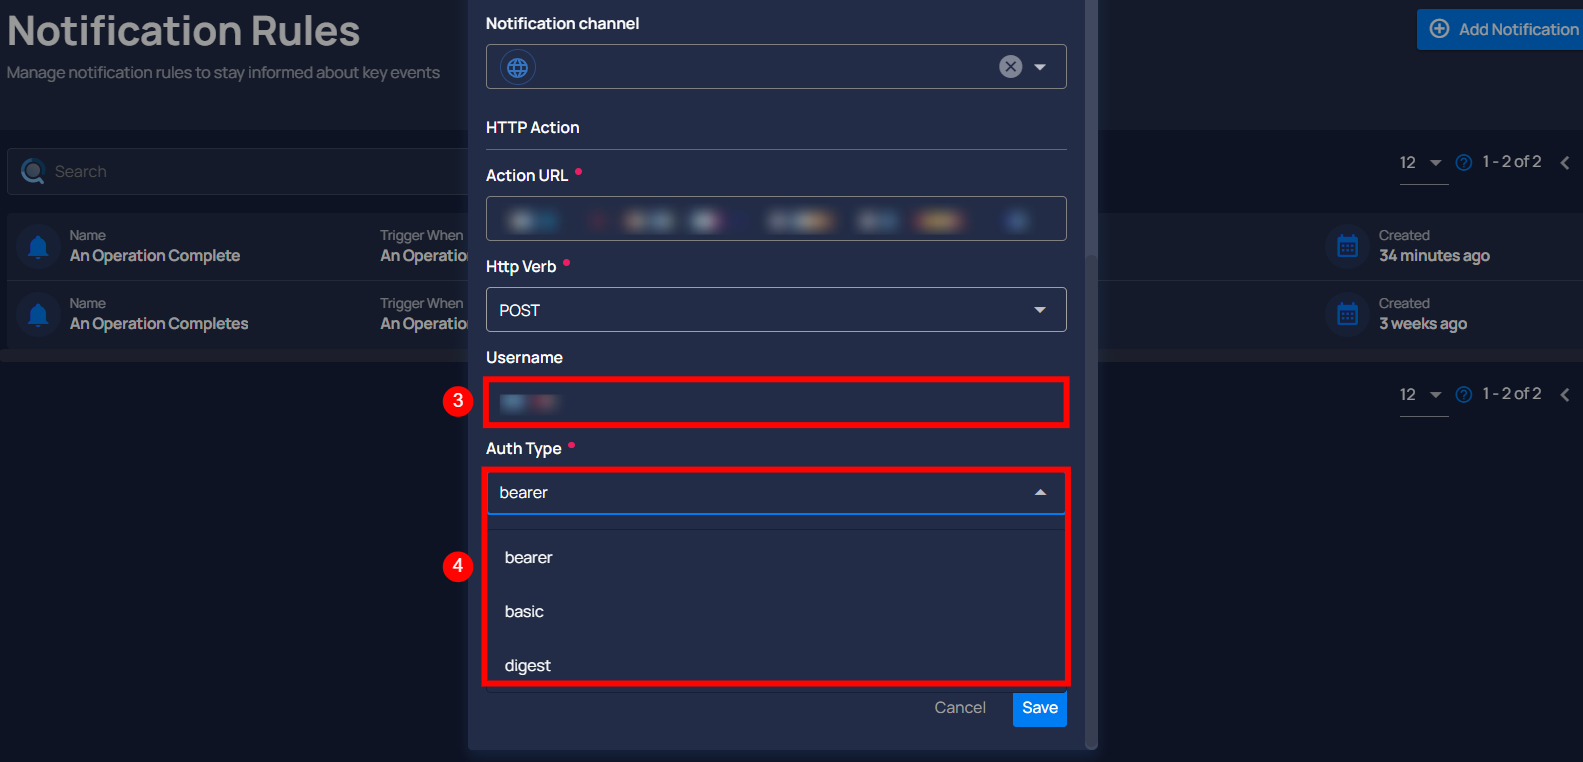 Notification Rules
Manage notification rules to stay informed about key events
Add Notification
Search
12
1 - 2 of 2
Name
An Operation Complete
Trigger When
An Operatio
Created
34 minutes ago
Name
An Operation Completes
Trigger When
An Operatio
Created
3 weeks ago
12
1 - 2 of 2
Notification channel
HTTP Action
Action URL
Http Verb
POST
Username
3
Auth Type
bearer
4
bearer
basic
digest
Cancel
Save